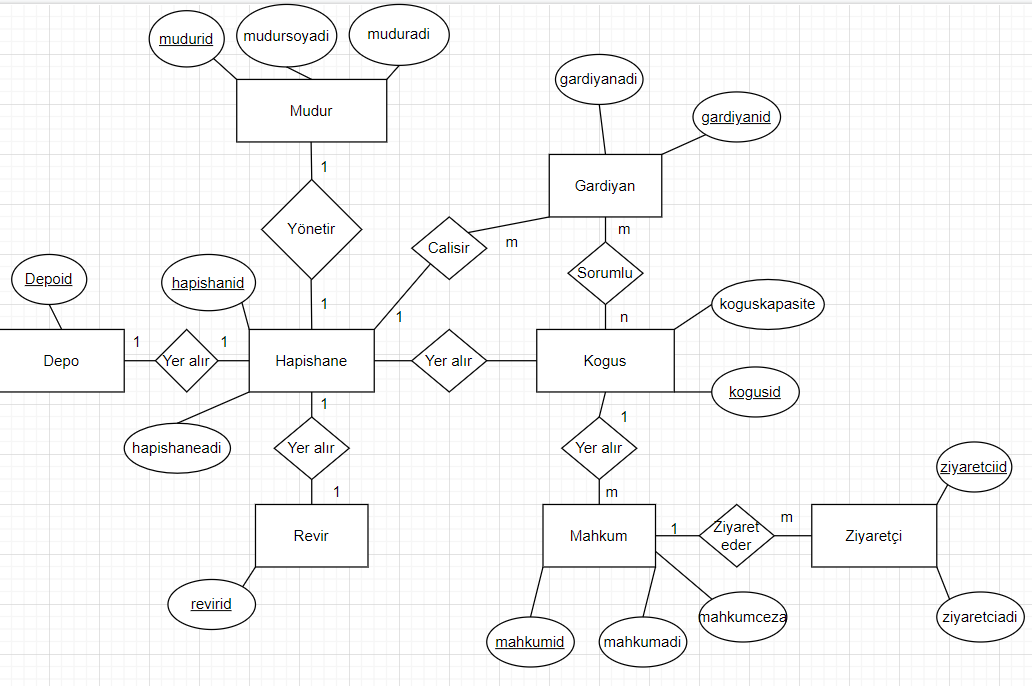 mudurid
mudursoyadi
muduradi
Mudur
1
Yönetir
1
gardiyanadi
gardiyanid
Gardiyan
m
Calisir
m
1
Sorumlu
n
Depoid
hapishanid
koguskapasite
Depo
1
Yer alır
1
Hapishane
Yer alır
Kogus
kogusid
hapishaneadi
1
Yer alır
1
1
Yer alır
m
Revir
revirid
Mahkum
1
Ziyaret
eder
m
Ziyaretçi
ziyaretciid
ziyaretciadi
mahkumid
mahkumadi
mahkumceza